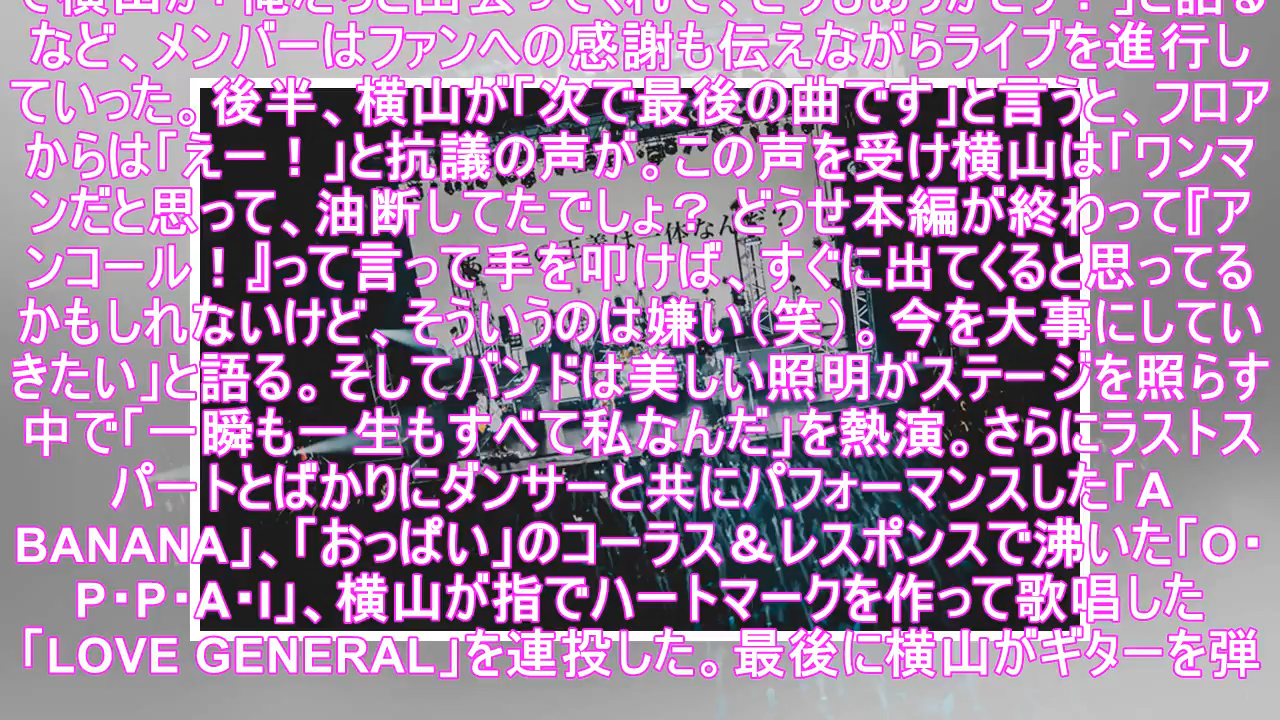 て横山が「俺たちと出会ってくれて、どうもありがとう！」と語る
など、メンバーはファンへの感謝も伝えながらライブを進行し
ていった。後半、横山が「次で最後の曲です」と言うと、フロア
からは「えー！」と抗議の声が。この声を受け横山は「ワンマ
ンだと思って、油断してたでしょ？どうせ本編が終わって『ア
ンコール！』って言って手を叩けば、すぐに出てくると思ってる
かもしれないけど、そういうのは嫌い（笑）。今を大事にしてい
きたい」と語る。そしてバンドは美しい照明がステージを照らす
中で「一瞬も一生もすべて私なんだ」を熱演。さらにラストス
パートとばかりにダンサーと共にパフォーマンスした「A
BANANA」、「おっぱい」のコーラス＆レスポンスで沸いた「O・
P・P・A・I」、横山が指でハートマークを作って歌唱した
「LOVE GENERAL」を連投した。最後に横山がギターを弾